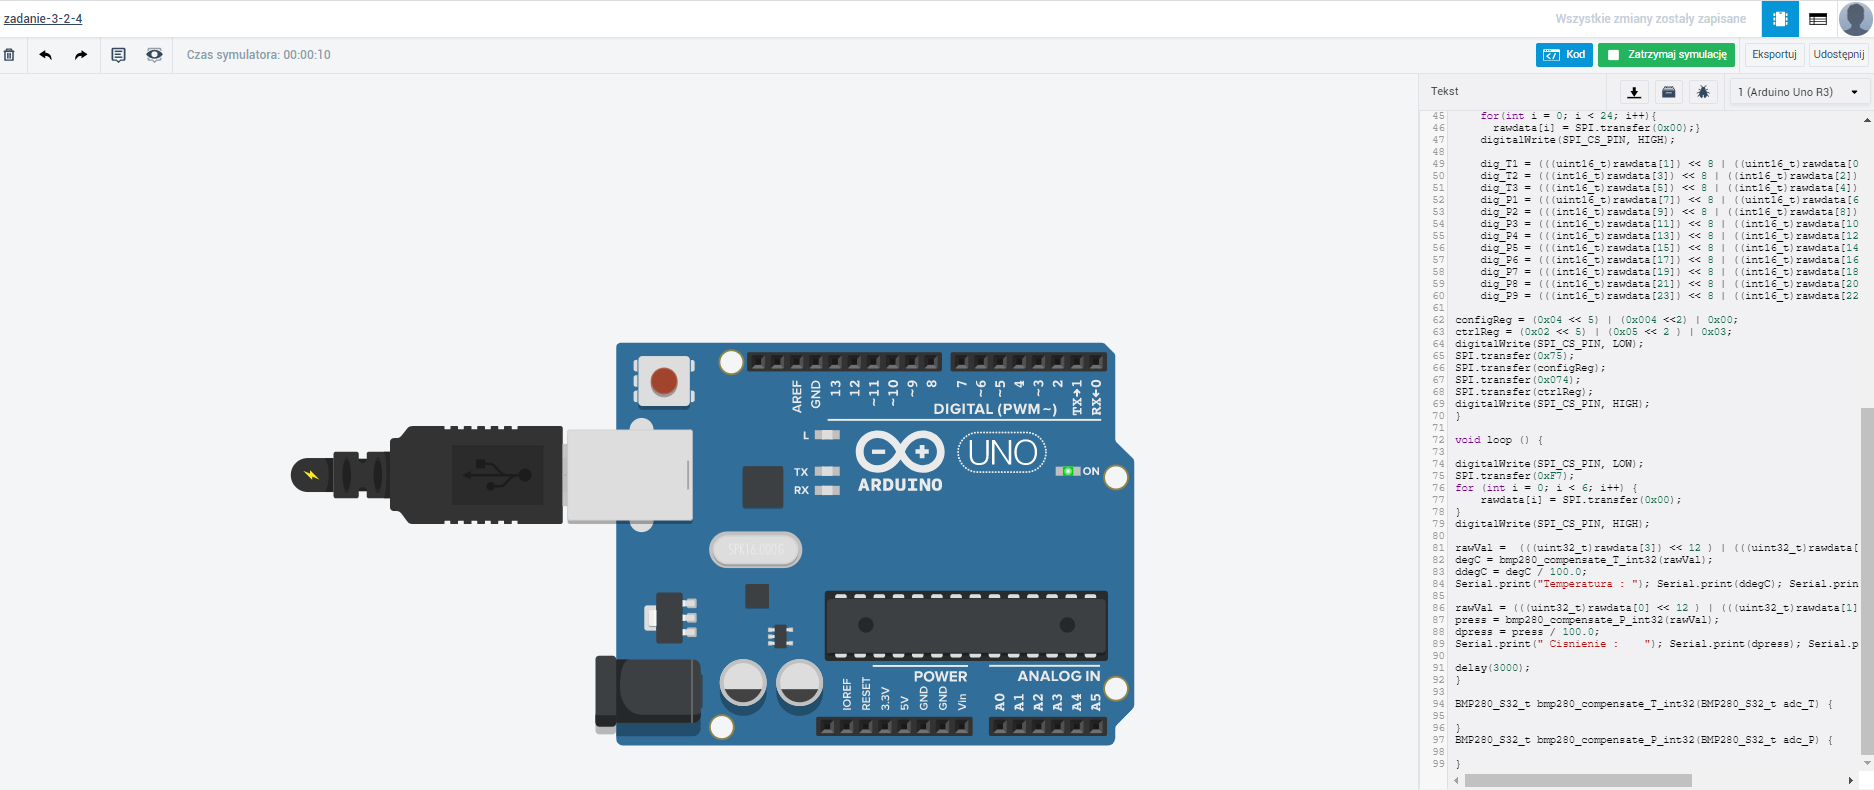 zadanie-3-2-4
Wszystkie zmiany zostały zapisane
Czas symulatora: 00:00:10
Kod
Zatrzymaj symulację
Eksportuj
Udostępnij
Tekst
1 (Arduino Uno R3)
45 for(int i = 0; i < 24; i++){
46 rawdata[i] = SPI.transfer(0x00);}
47 digitalWrite(SPI_CS_PIN, HIGH);
48
49 dig_T1 = (((uint16_t)rawdata[1]) << 8 | ((uint16_t)rawdata[0
50 dig_T2 = (((int16_t)rawdata[3]) << 8 | ((int16_t)rawdata[2])
51 dig_T3 = (((int16_t)rawdata[5]) << 8 | ((int16_t)rawdata[4])
52 dig_P1 = (((uint16_t)rawdata[7]) << 8 | ((uint16_t)rawdata[6
53 dig_P2 = (((int16_t)rawdata[9]) << 8 | ((int16_t)rawdata[8])
54 dig_P3 = (((int16_t)rawdata[11]) << 8 | ((int16_t)rawdata[10
55 dig_P4 = (((int16_t)rawdata[13]) << 8 | ((int16_t)rawdata[12
56 dig_P5 = (((int16_t)rawdata[15]) << 8 | ((int16_t)rawdata[14
57 dig_P6 = (((int16_t)rawdata[17]) << 8 | ((int16_t)rawdata[16
58 dig_P7 = (((int16_t)rawdata[19]) << 8 | ((int16_t)rawdata[18
59 dig_P8 = (((int16_t)rawdata[21]) << 8 | ((int16_t)rawdata[20
60 dig_P9 = (((int16_t)rawdata[23]) << 8 | ((int16_t)rawdata[22
61
62 configReg = (0x04 << 5) | (0x004 <<2) | 0x00;
63 ctrlReg = (0x02 << 5) | (0x05 << 2 ) | 0x03;
64 digitalWrite(SPI_CS_PIN, LOW);
65 SPI.transfer(0x75);
66 SPI.transfer(configReg);
67 SPI.transfer(0x074);
68 SPI.transfer(ctrlReg);
69 digitalWrite(SPI_CS_PIN, HIGH);
70 }
71
72 void loop () {
73
74 digitalWrite(SPI_CS_PIN, LOW);
75 SPI.transfer(0xF7);
76 for (int i = 0; i < 6; i++) {
77 rawdata[i] = SPI.transfer(0x00);
78 }
79 digitalWrite(SPI_CS_PIN, HIGH);
80
81 rawVal = (((uint32_t)rawdata[3]) << 12 ) | (((uint32_t)rawdata[
82 degC = bmp280_compensate_T_int32(rawVal);
83 ddegC = degC / 100.0;
84 Serial.print("Temperatura : "); Serial.print(ddegC); Serial.prin
85
86 rawVal = (((uint32_t)rawdata[0] << 12 ) | (((uint32_t)rawdata[1]
87 press = bmp280_compensate_P_int32(rawVal);
88 dpress = press / 100.0;
89 Serial.print(" Cisnienie : "); Serial.print(dpress); Serial.p
90
91 delay(3000);
92 }
93
94 BMP280_S32_t bmp280_compensate_T_int32(BMP280_S32_t adc_T) {
95
96 }
97 BMP280_S32_t bmp280_compensate_P_int32(BMP280_S32_t adc_P) {
98
99 }
AREF GND 13 12 ~11 ~10 ~9 8 7 ~6 ~5 4 ~3 2 TX→1 RX←0
DIGITAL (PWM~)
L
TX
RX
UNO
ARDUINO
ON
SPK16.000G
POWER
ANALOG IN
IOREF RESET 3.3V 5V GND GND Vin A0 A1 A2 A3 A4 A5